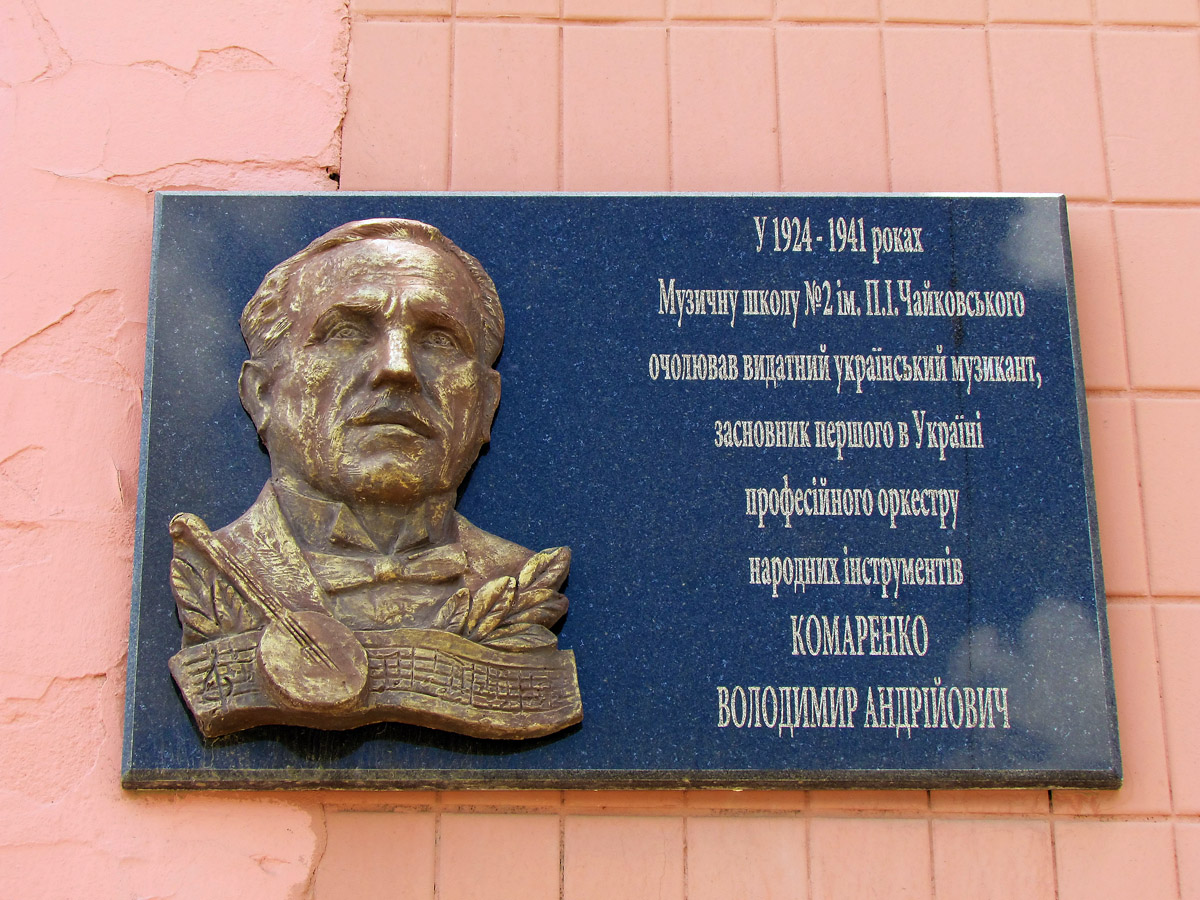 У 1924 - 1941 роках
Музичну школу №2 ім. П.І. Чайковського
очолював видатний український музикант,
засновник першого в Україні
професійного оркестру
народних інструментів
КОМАРЕНКО
ВОЛОДИМИР АНДРІЙОВИЧ